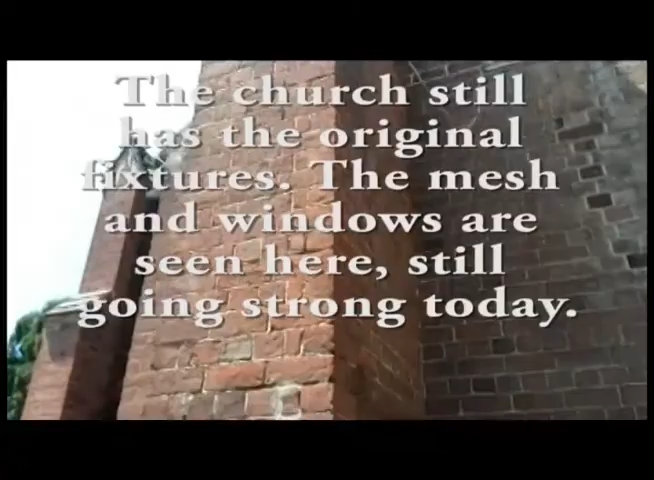 The church still
has the original
fixtures. The mesh
and windows are
seen here, still
going strong today.